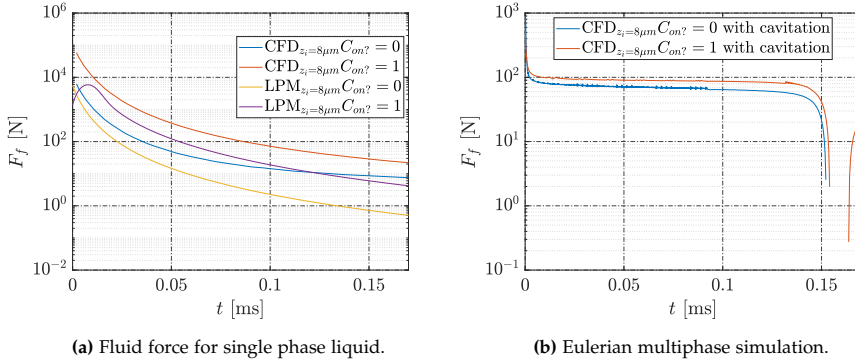 10^6
10^4
10^2
10^0
10^{-2}
F_f [N]
CFD_{z_i=8μm}C_{on?} = 0
CFD_{z_i=8μm}C_{on?} = 1
LPM_{z_i=8μm}C_{on?} = 0
LPM_{z_i=8μm}C_{on?} = 1
0 0.05 0.1 0.15
t [ms]
(a) Fluid force for single phase liquid.
10^3
10^2
10^1
10^0
10^{-1}
F_f [N]
CFD_{z_i=8μm}C_{on?} = 0 with cavitation
CFD_{z_i=8μm}C_{on?} = 1 with cavitation
0 0.05 0.1 0.15
t [ms]
(b) Eulerian multiphase simulation.